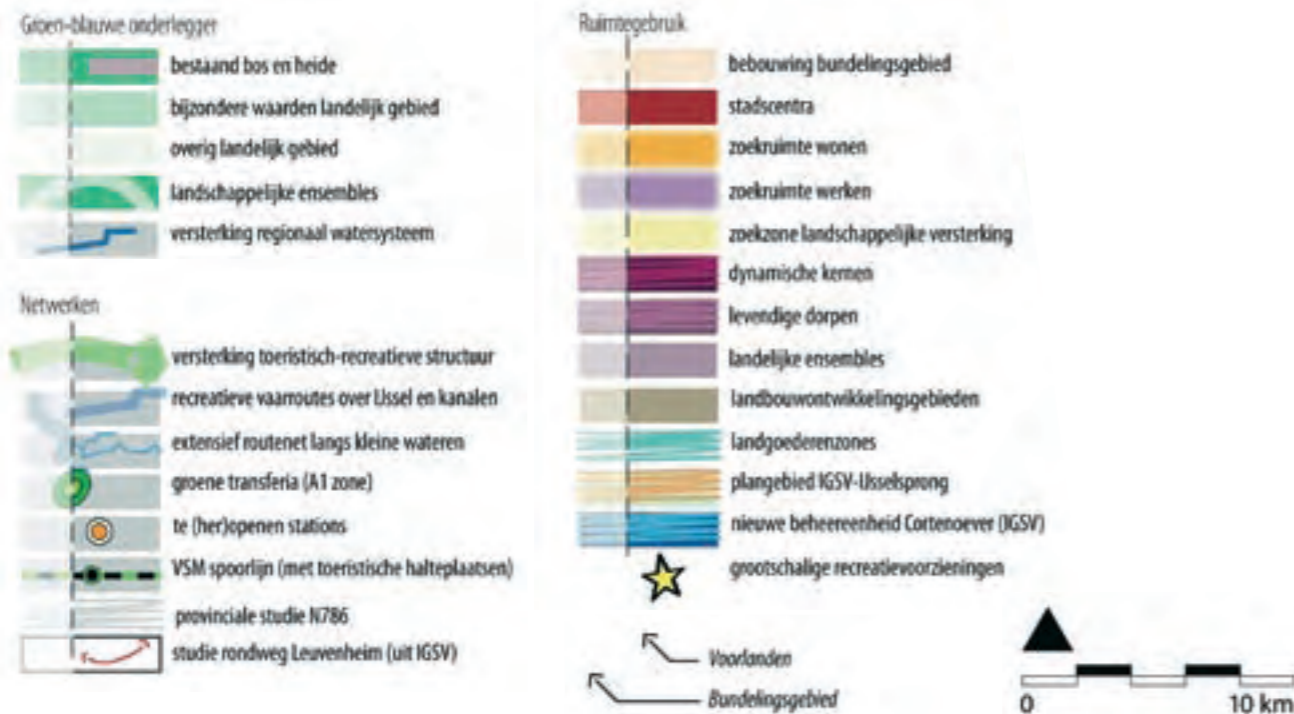 Groen-blauwe onderlegger
bestaand bos en heide
bijzondere waarden landelijk gebied
overig landelijk gebied
landschappelijke ensembles
versterking regionaal watersysteem
Netwerken
versterking toeristisch-recreatieve structuur
recreatieve vaarroutes over IJssel en kanalen
extensief routenet langs kleine wateren
groene transferia (A1 zone)
te (her)openen stations
VSM spoorlijn (met toeristische halteplaatsen)
provinciale studie N786
studie rondweg Leuvenheim (uit IGSV)
Ruimtegebruik
bebouwing bundelingsgebied
stadscentra
zoekruimte wonen
zoekruimte werken
zoekzone landschappelijke versterking
dynamische kernen
levendige dorpen
landelijke ensembles
landbouwontwikkelingsgebieden
landgoederenzones
plangebied IGSV-IJsselsprong
nieuwe beheereenheid Cortenoever (IGSV)
grootschalige recreatievoorzieningen
Voorlanden
Bundelingsgebied
0 10 km